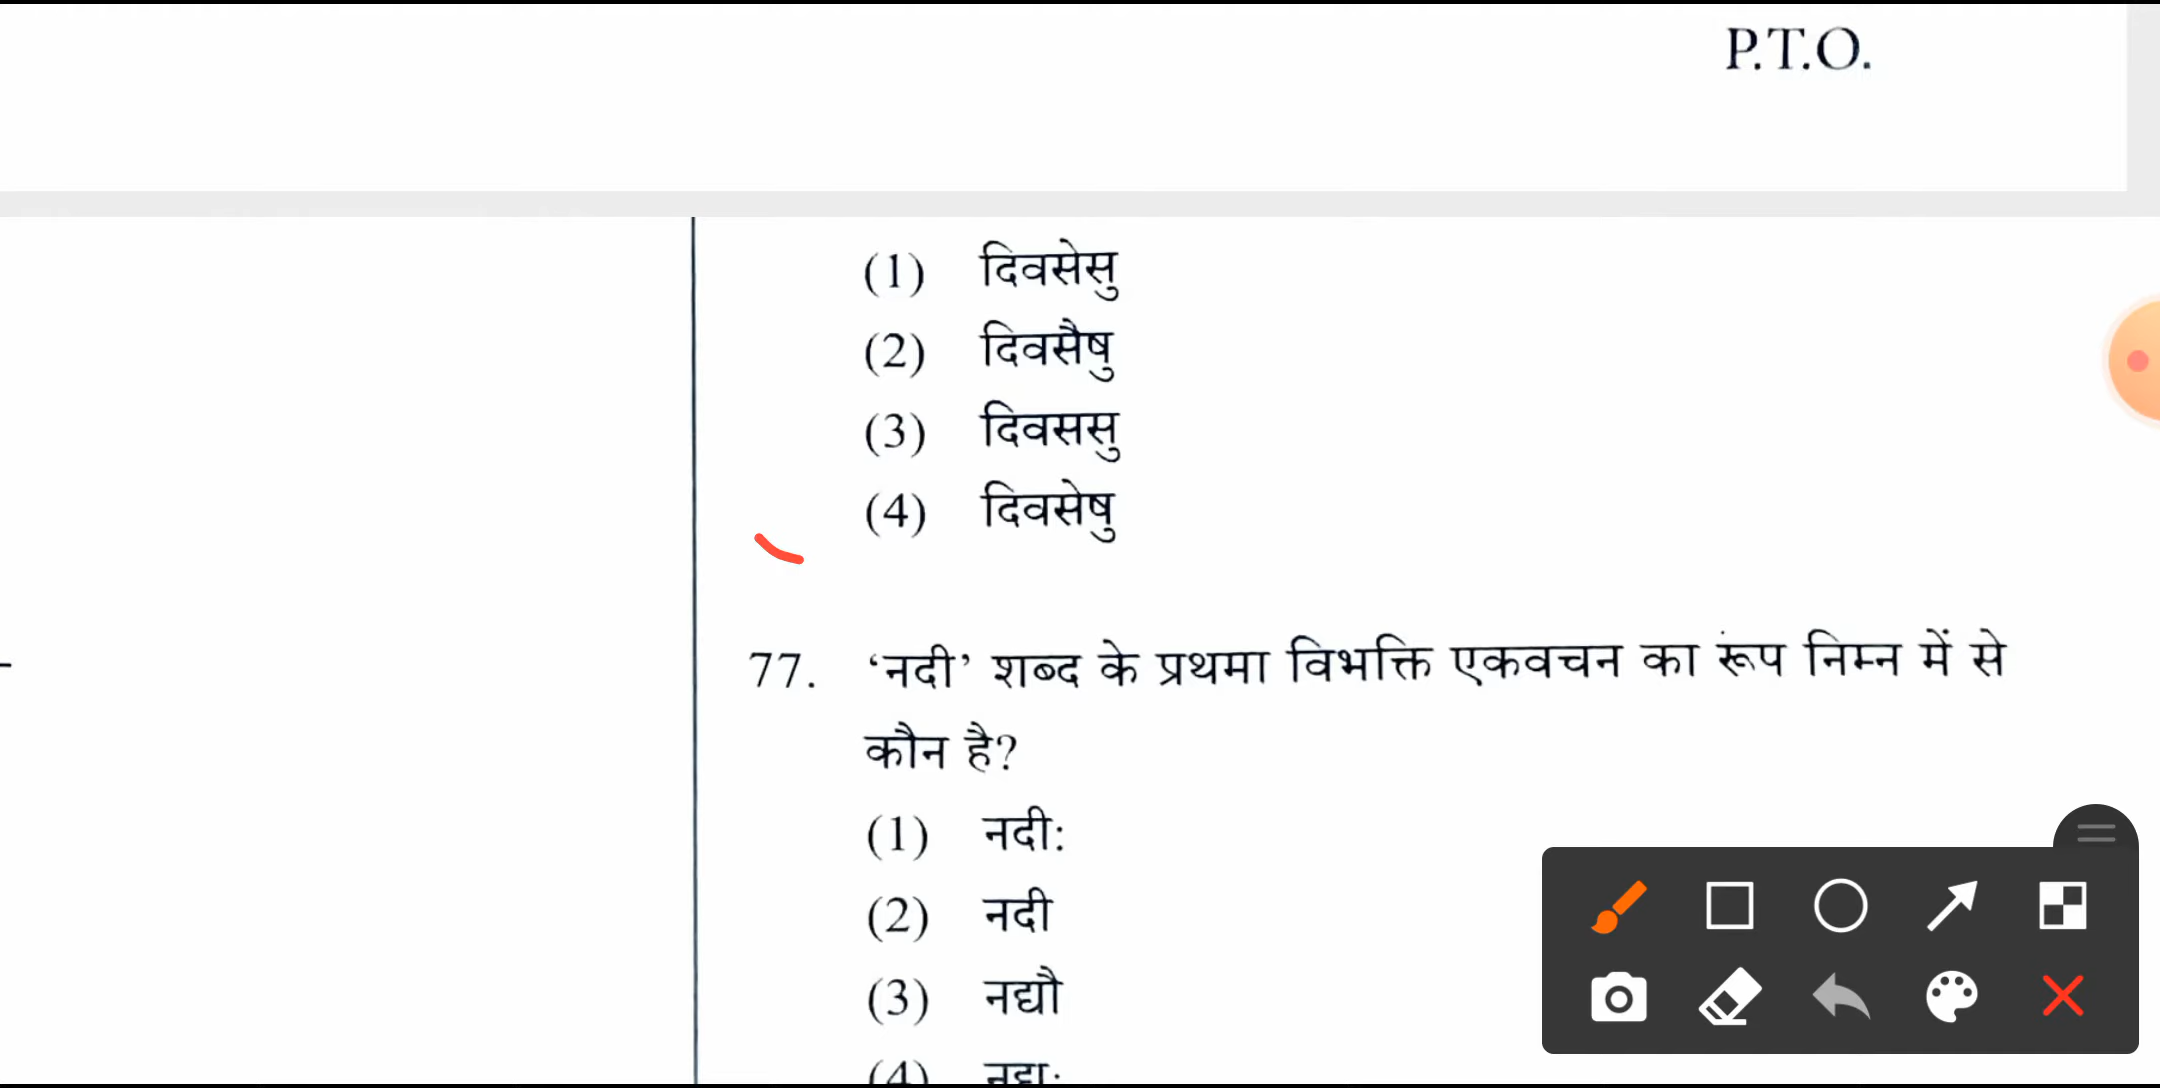 P.T.O.
(1) दिवसेसु
(2) दिवसैषु
(3) दिवससु
(4) दिवसेषु
77. ‘नदी’ शब्द के प्रथमा विभक्ति एकवचन का रूप निम्न में से
कौन है?
(1) नदी:
(2) नदी
(3) नद्यौ
(4)